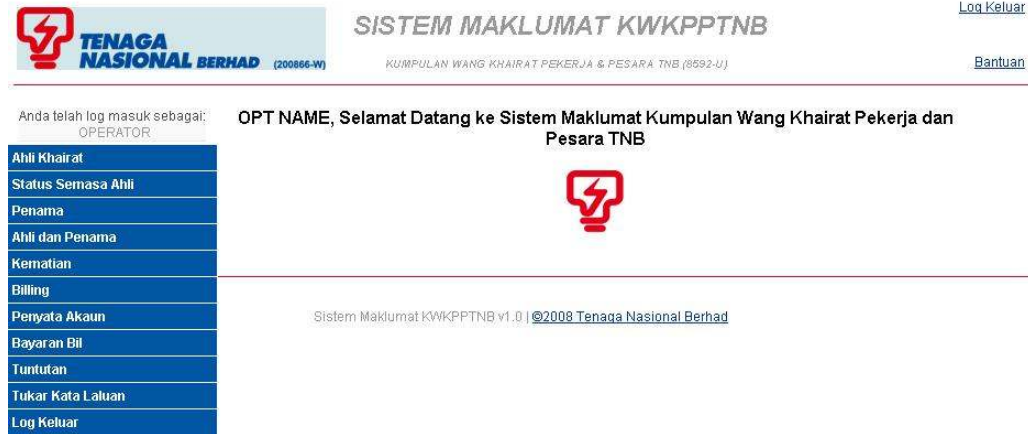 TENAGA
NASIONAL BERHAD (200866-W)
SISTEM MAKLUMAT KWKPPTNB
KUMPULAN WANG KHAIRAT PEKERJA & PESARA TNB (8592-U)
Log Keluar
Bantuan
Anda telah log masuk sebagai:
OPERATOR
Ahli Khairat
Status Semasa Ahli
Penama
Ahli dan Penama
Kematian
Billing
Penyata Akaun
Bayaran Bil
Tuntutan
Tukar Kata Laluan
Log Keluar
OPT NAME, Selamat Datang ke Sistem Maklumat Kumpulan Wang Khairat Pekerja dan
Pesara TNB
Sistem Maklumat KWKPPTNB v1.0 | ©2008 Tenaga Nasional Berhad